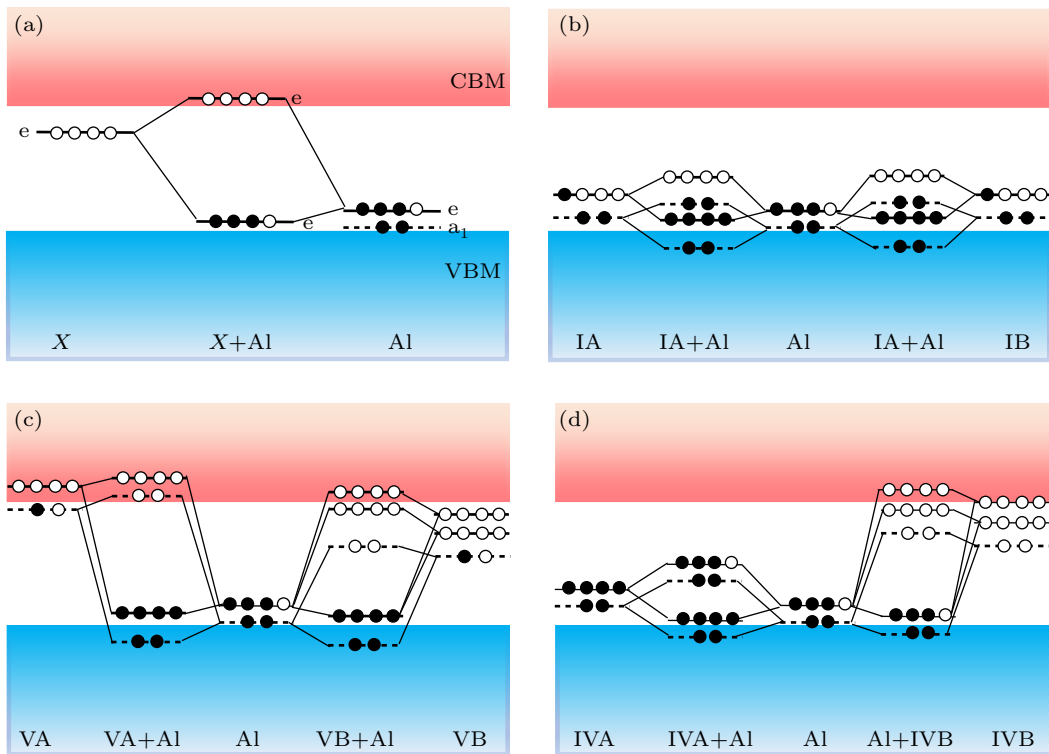 (a)
CBM
e
e
e
e
a₁
VBM
X
X+Al
Al
(b)
IA
IA+Al
Al
IA+Al
IB
(c)
VA
VA+Al
Al
VB+Al
VB
(d)
IVA
IVA+Al
Al
Al+IVB
IVB